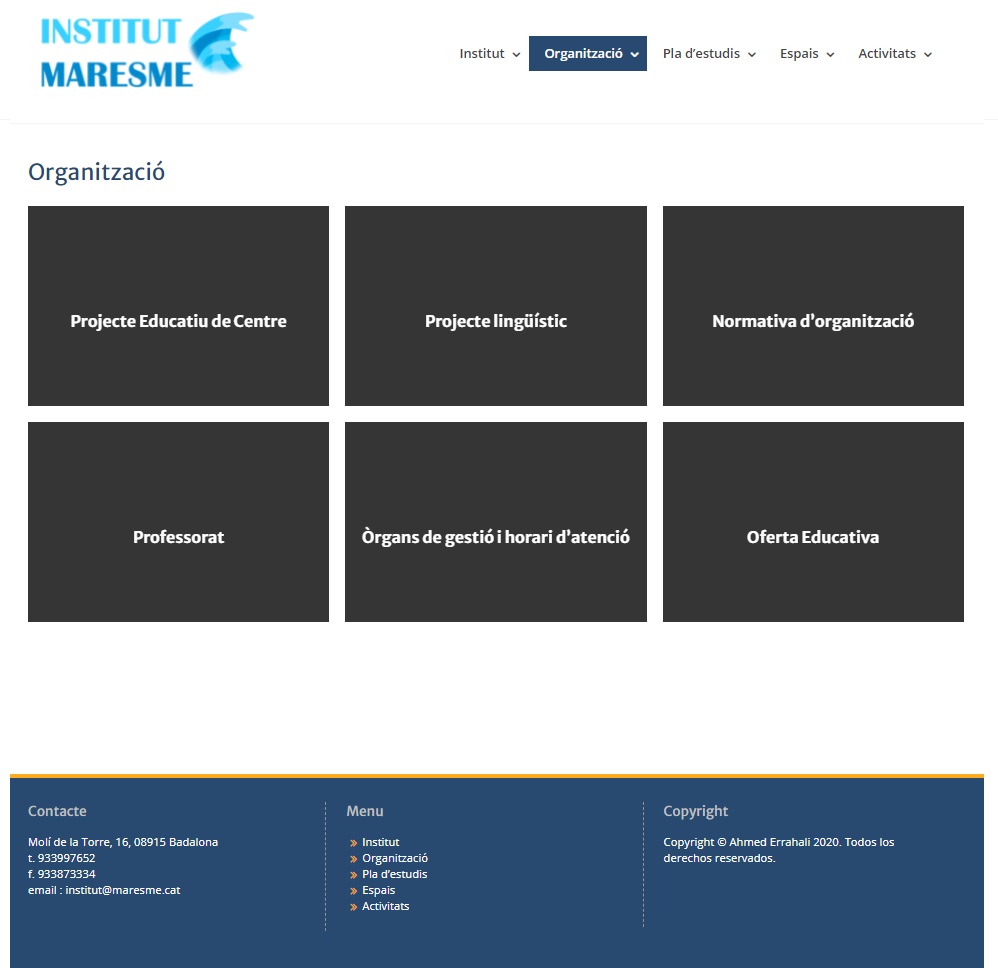 INSTITUT
MARESME
Institut Organització Pla d’estudis Espais Activitats
Organització
Projecte Educatiu de Centre
Projecte lingüístic
Normativa d’organització
Professorat
Òrgans de gestió i horari d’atenció
Oferta Educativa
Contacte
Molí de la Torre, 16, 08915 Badalona
t. 933997652
f. 933873334
email : institut@maresme.cat
Menu
Institut
Organització
Pla d’estudis
Espais
Activitats
Copyright
Copyright © Ahmed Errahali 2020. Todos los
derechos reservados.